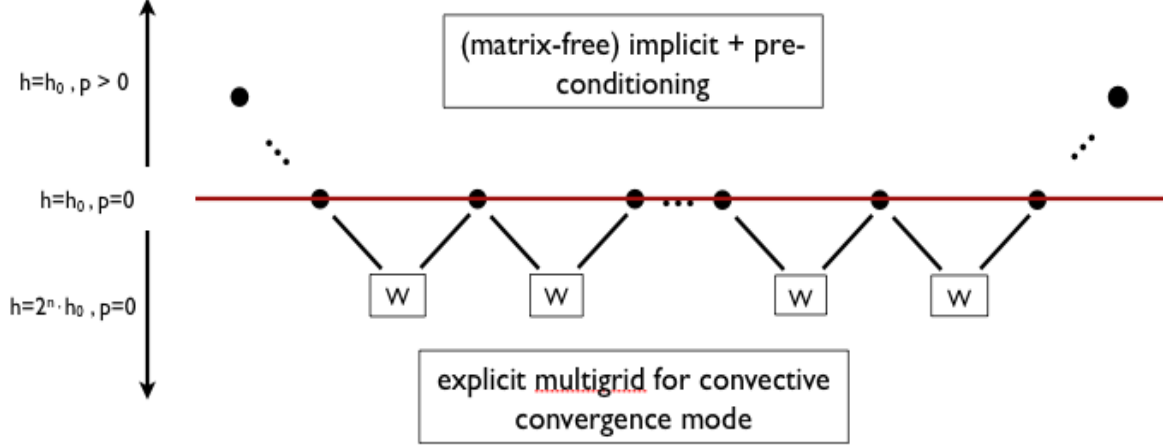 (matrix-free) implicit + pre-
conditioning
h=h₀ , p > 0
h=h₀ , p=0
h=2ⁿ·h₀ , p=0
W W W W
explicit multigrid for convective
convergence mode